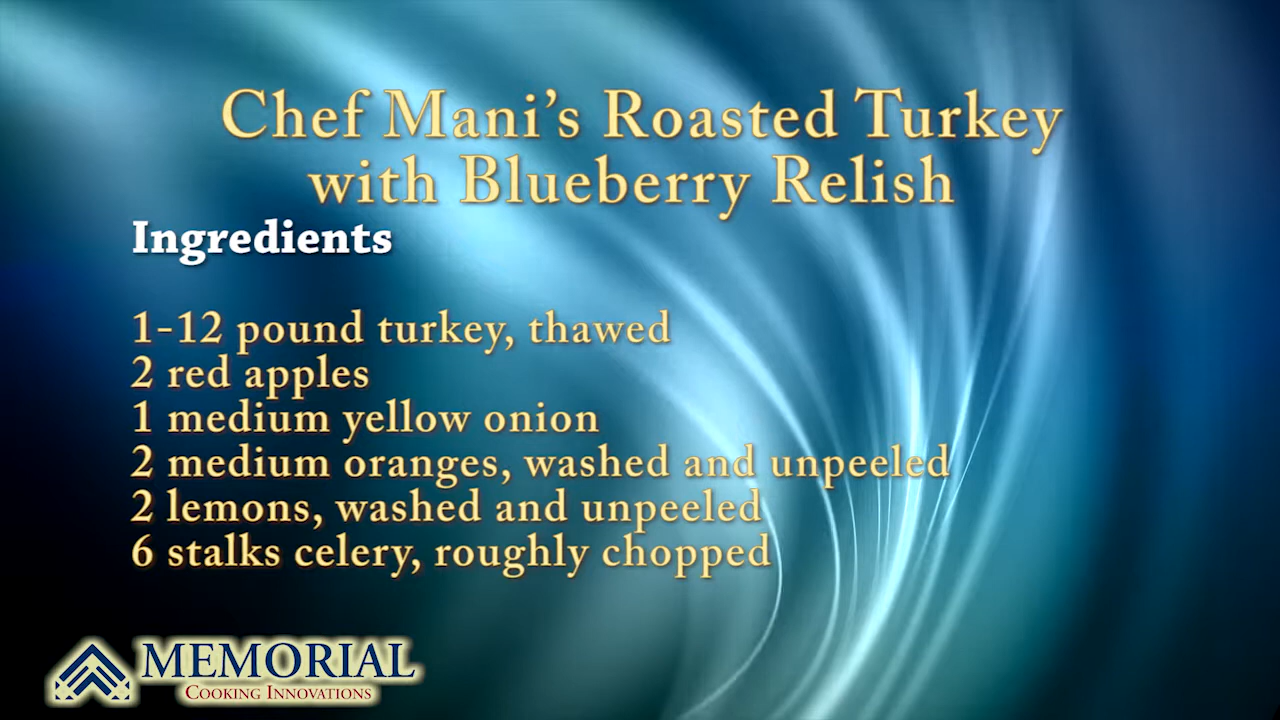 Chef Mani’s Roasted Turkey
with Blueberry Relish
Ingredients
1-12 pound turkey, thawed
2 red apples
1 medium yellow onion
2 medium oranges, washed and unpeeled
2 lemons, washed and unpeeled
6 stalks celery, roughly chopped
MEMORIAL
COOKING INNOVATIONS